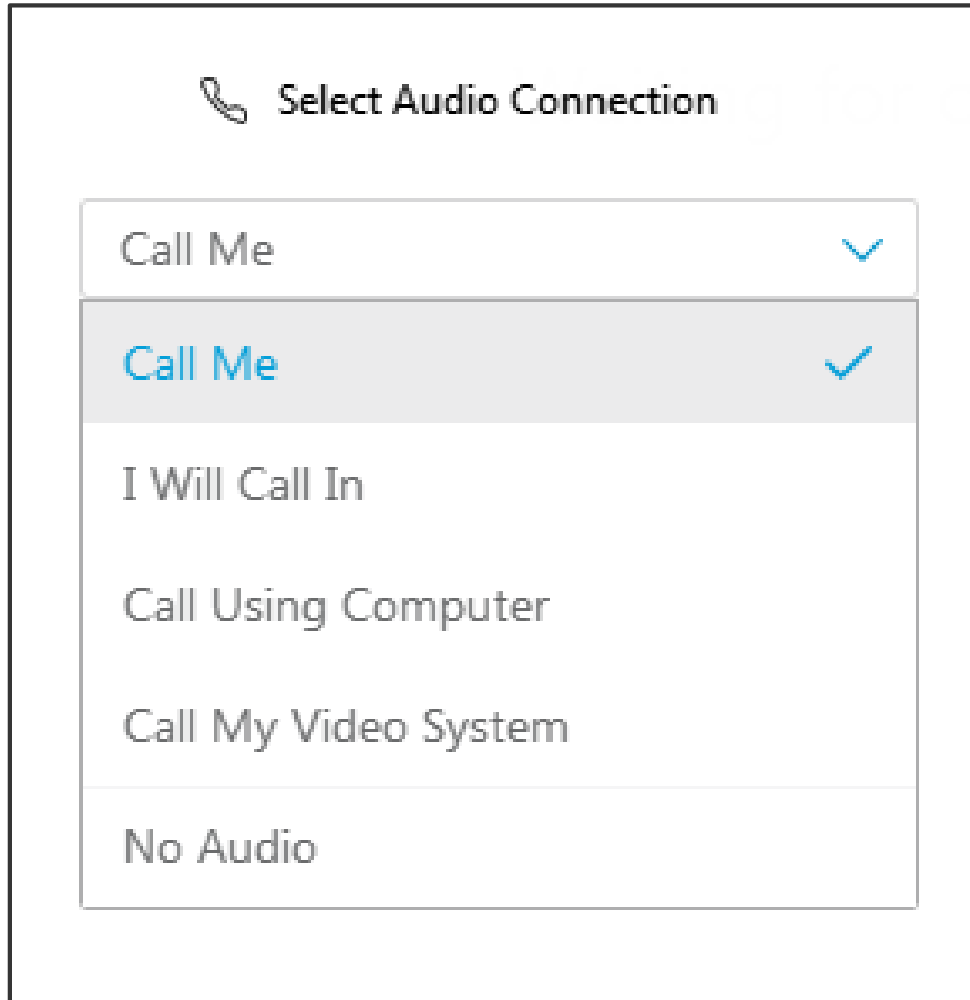 Select Audio Connection
Call Me
Call Me
I Will Call In
Call Using Computer
Call My Video System
No Audio